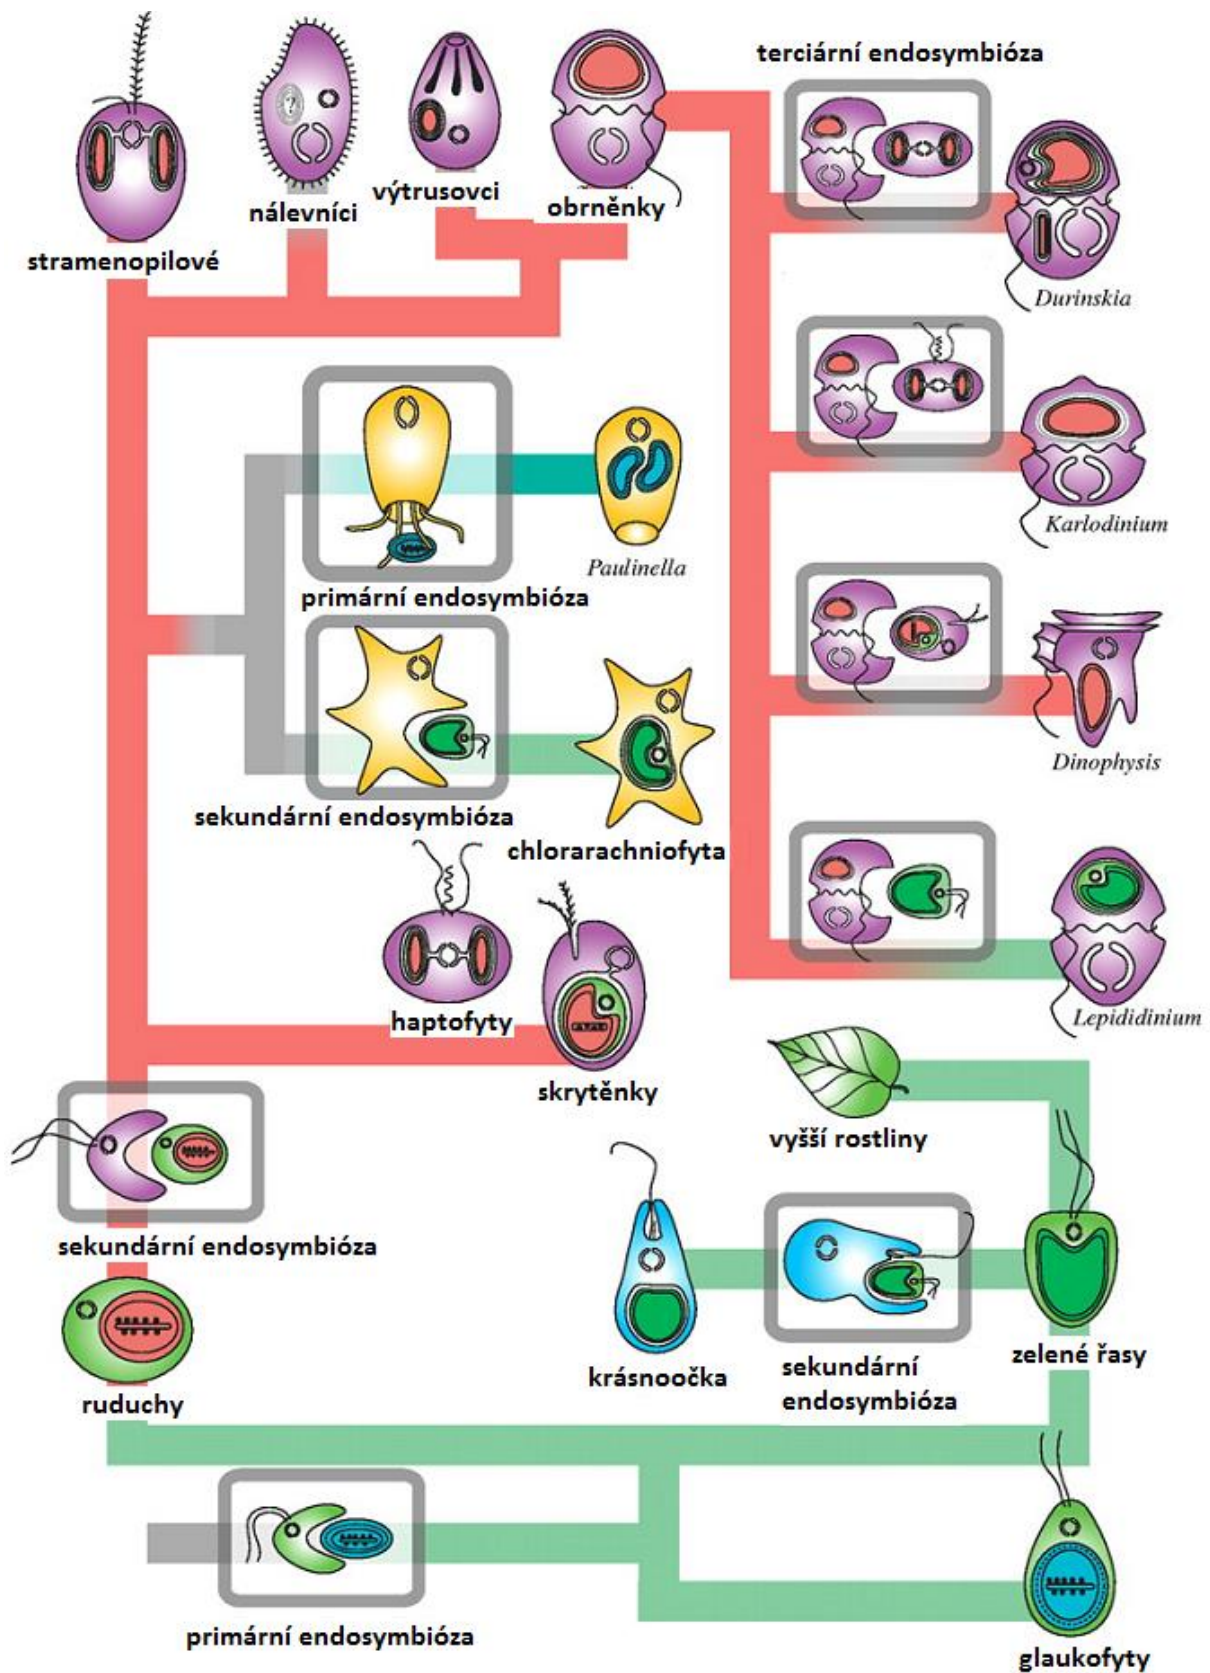 terciární endosymbióza
stramenopilové
nálevníci
výtrusovci
obrněnky
Durinskia
Karlodinium
primární endosymbióza
Paulinella
sekundární endosymbióza
chlorarachniofyta
Dinophysis
haptofyty
skrytěnky
Lepididinium
vyšší rostliny
sekundární endosymbióza
ruduchy
krásnoočka
sekundární
endosymbióza
zelené řasy
primární endosymbióza
glaukofyty